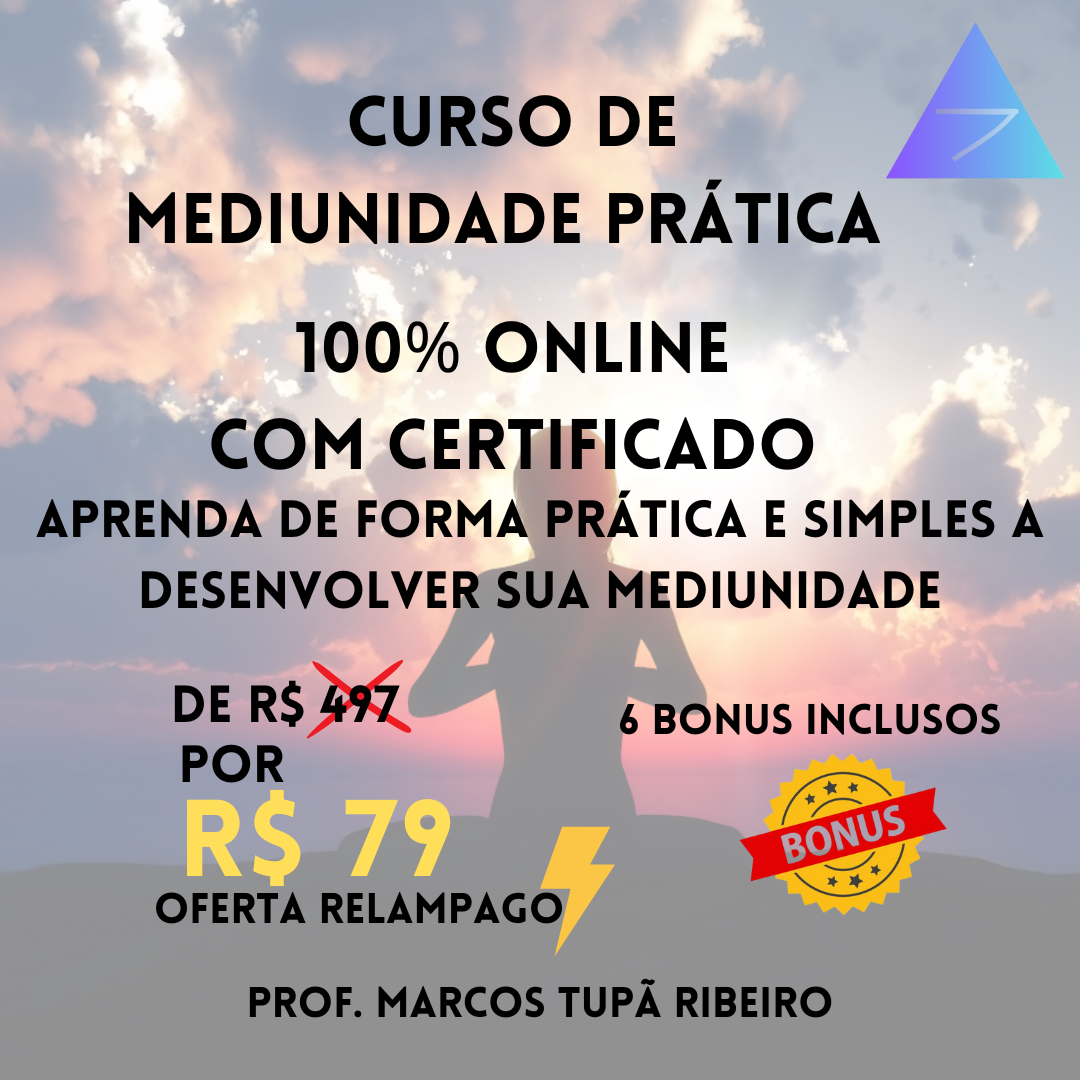 CURSO DE
MEDIUNIDADE PRÁTICA
100% ONLINE
COM CERTIFICADO
APRENDA DE FORMA PRÁTICA E SIMPLES A
DESENVOLVER SUA MEDIUNIDADE
DE R$ 497
POR
R$ 79
OFERTA RELAMPAGO
6 BONUS INCLUSOS
BONUS
PROF. MARCOS TUPÃ RIBEIRO